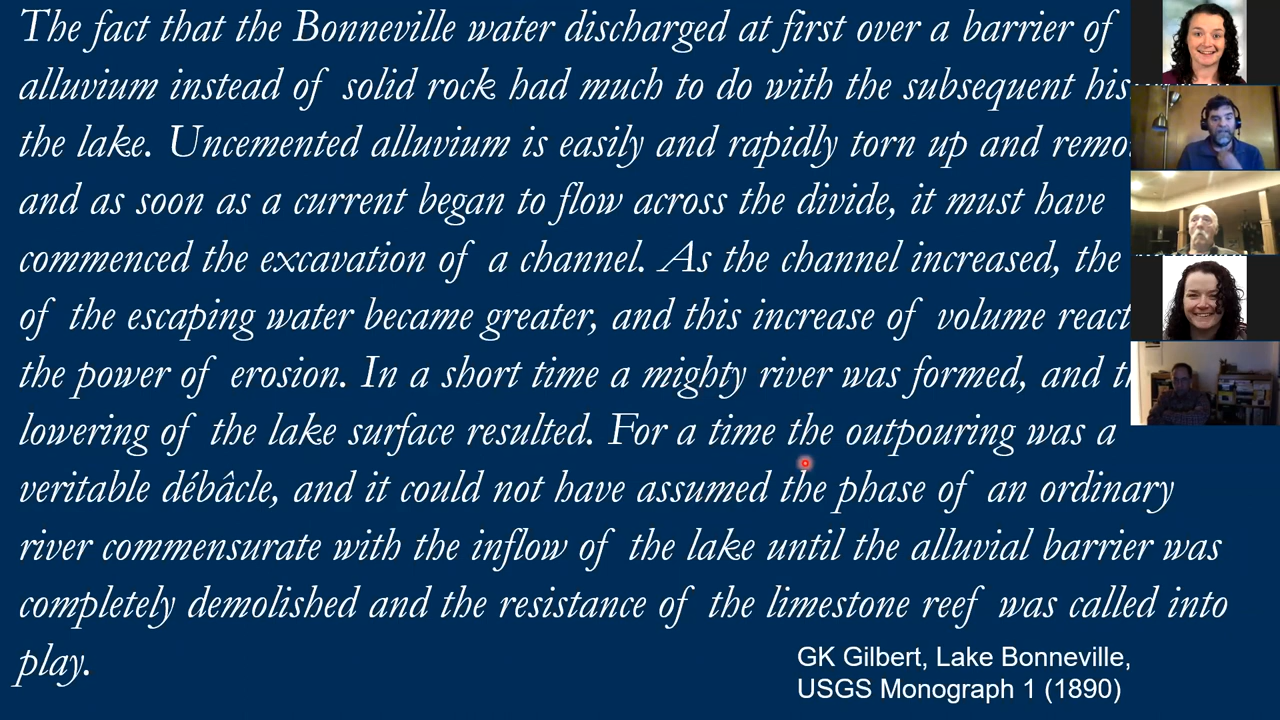 The fact that the Bonneville water discharged at first over a barrier of
alluvium instead of solid rock had much to do with the subsequent
the lake. Uncemented alluvium is easily and rapidly torn up and
and as soon as a current began to flow across the divide, it must have
commenced the excavation of a channel. As the channel increased, the
of the escaping water became greater, and this increase of volume
the power of erosion. In a short time a mighty river was formed, and
lowering of the lake surface resulted. For a time the outpouring was a
veritable débâcle, and it could not have assumed the phase of an ordinary
river commensurate with the inflow of the lake until the alluvial barrier was
completely demolished and the resistance of the limestone reef was called into
play.
GK Gilbert, Lake Bonneville,
USGS Monograph 1 (1890)